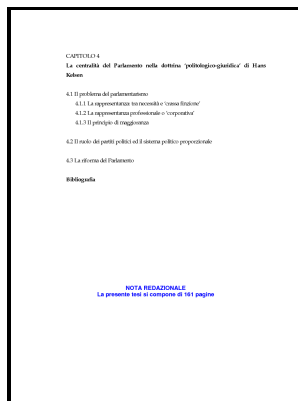 CAPITOLO 4
La centralità del Parlamento nella dottrina ‘politologico-giuridica’ di Hans
Kelsen
4.1 Il problema del parlamentarismo
4.1.1 La rappresentanza tra necessità e ‘crassa finzione’
4.1.2 La rappresentanza professionale o ‘corporativa’
4.1.3 Il principio di maggioranza
4.2 Il ruolo dei partiti politici ed il sistema politico proporzionale
4.3 La riforma del Parlamento
Bibliografia
NOTA REDAZIONALE
La presente tesi si compone di 161 pagine